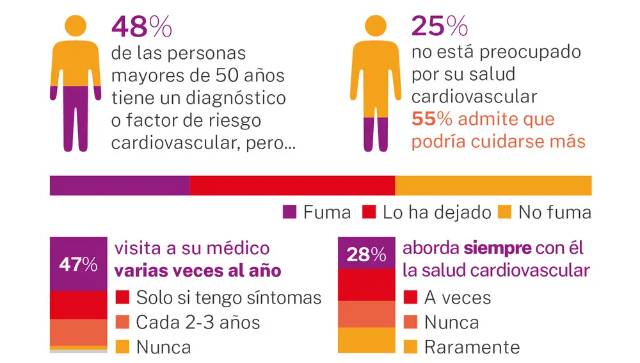 48%
de las personas
mayores de 50 años
tiene un diagnóstico
o factor de riesgo
cardiovascular, pero...
25%
no está preocupado
por su salud
cardiovascular
55% admite que
podría cuidarse más
Fuma Lo ha dejado No fuma
47%
visita a su médico
varias veces al año
Solo si tengo síntomas
Cada 2-3 años
Nunca
28%
aborda siempre con él
la salud cardiovascular
A veces
Nunca
Raramente